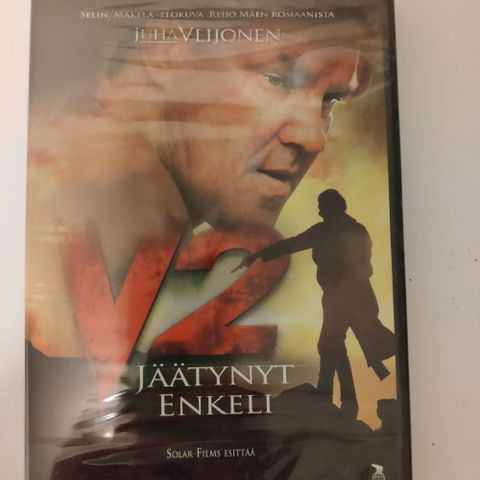 SELIN/MÄKELÄ -ELOKUVA REIJO MÄEN ROMAANISTA
JUHA VEIJONEN
V2
JÄÄTYNYT
ENKELI
SOLAR FILMS ESITTÄÄ